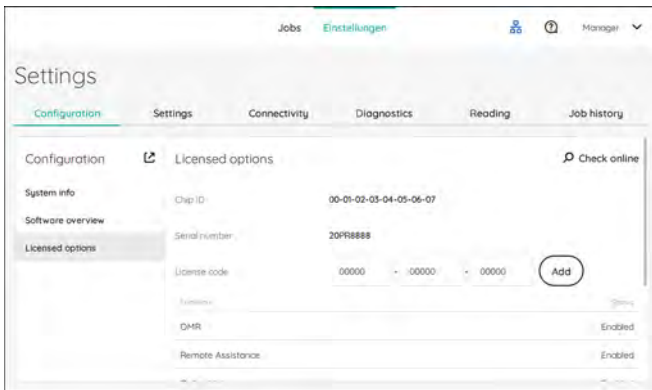 Jobs Einstellungen Manager
Settings
Configuration Settings Connectivity Diagnostics Reading Job history
Configuration Licensed options Check online
System info
Chip ID 00-01-02-03-04-05-06-07
Software overview
Serial number 20PR8888
Licensed options
License code 00000 - 00000 - 00000 Add
Status
OMR Enabled
Remote Assistance Enabled